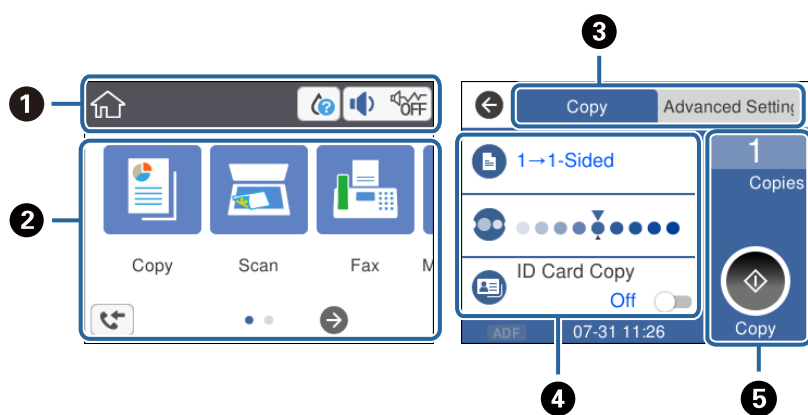 3
1
OFF
Copy
Advanced Setting
2
1→1-Sided
1
Copies
Copy
Scan
Fax
M
ID Card Copy
Off
ADF
07-31 11:26
Copy
4
5